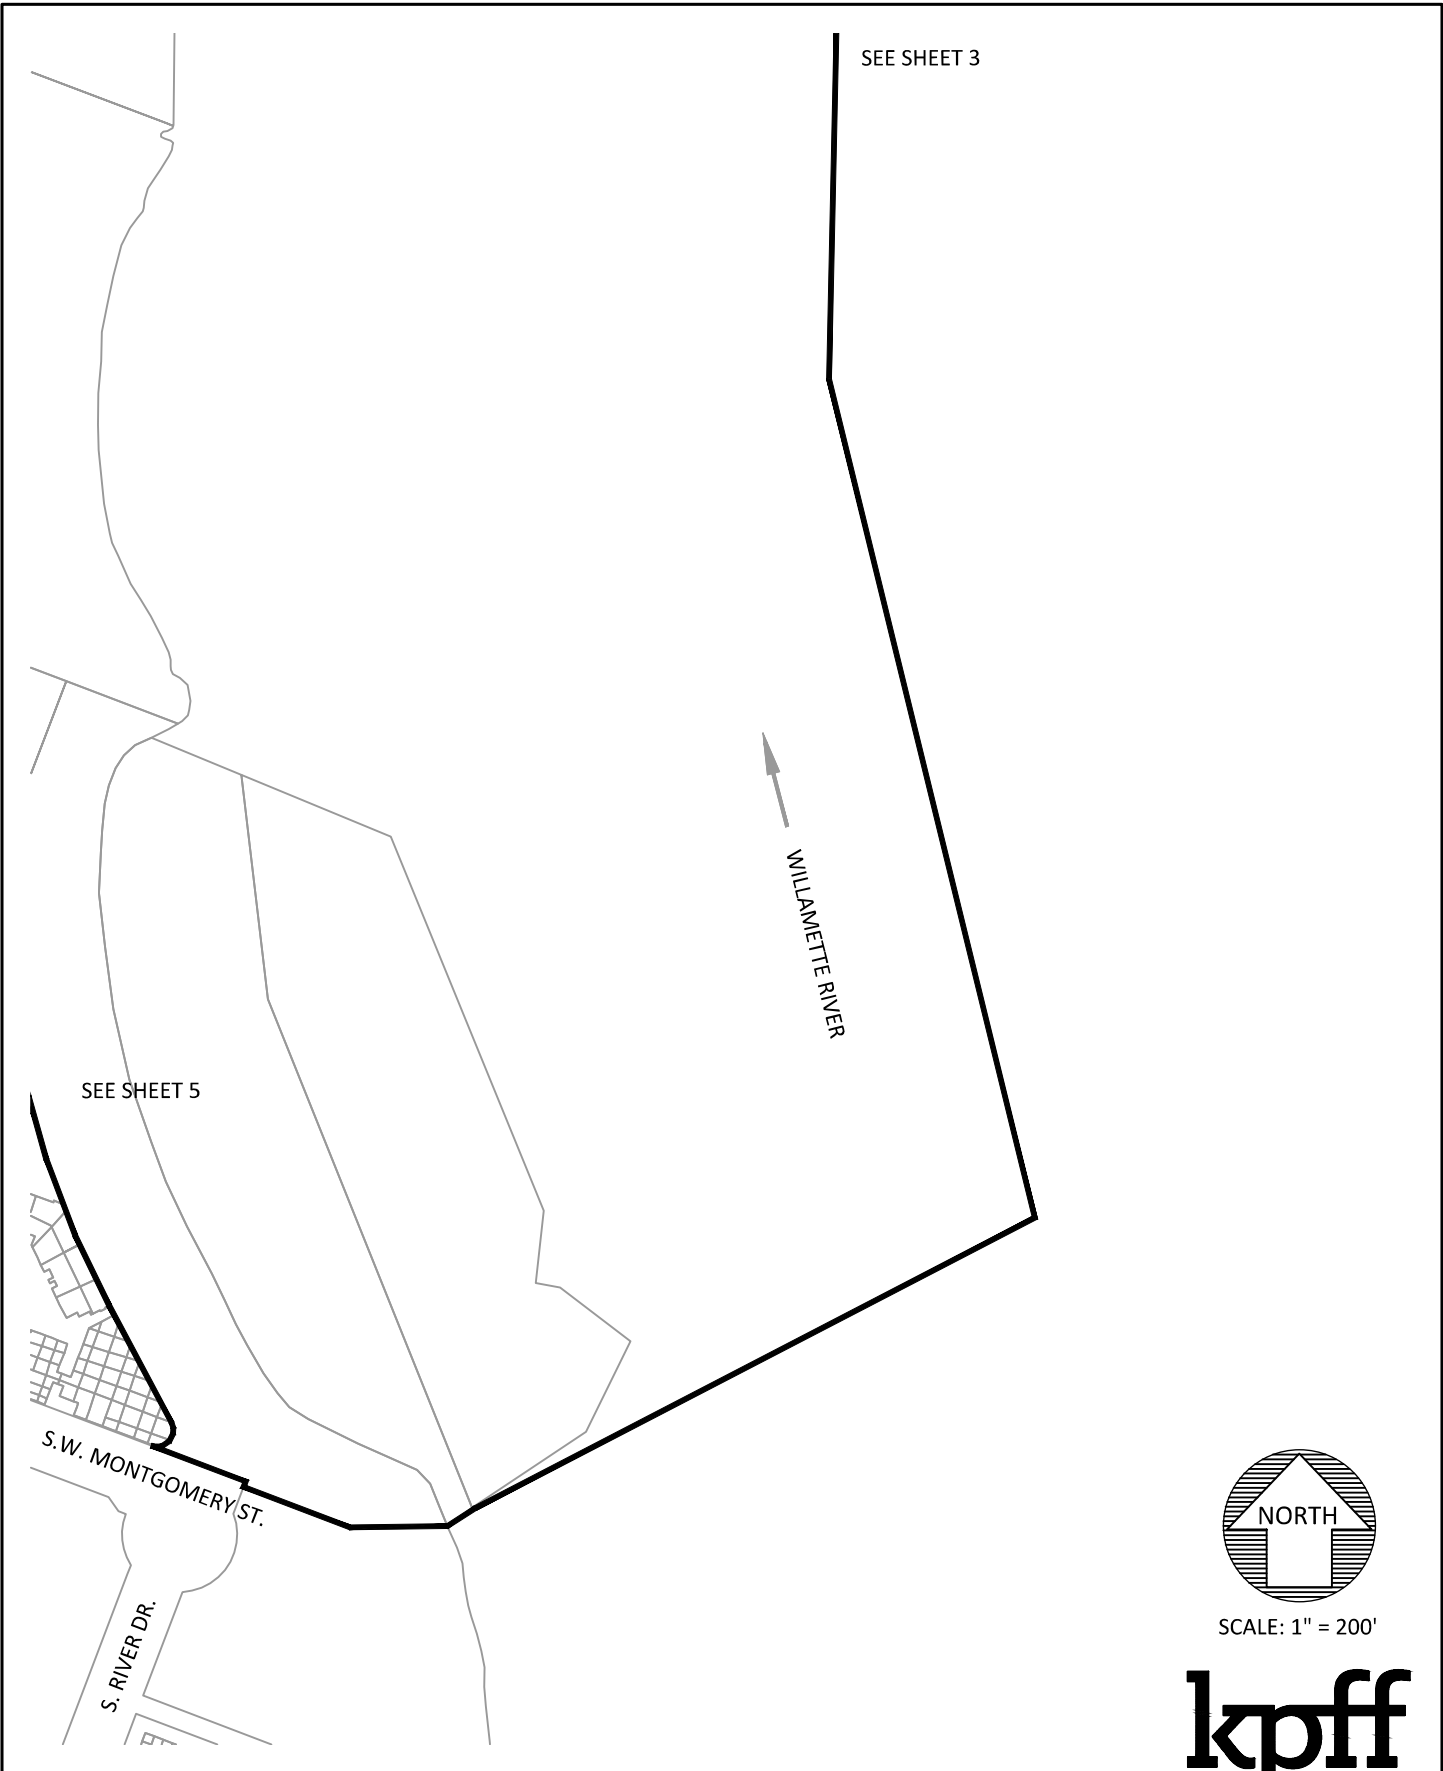 SEE SHEET 3
WILLAMETTE RIVER
SEE SHEET 5
S.W. MONTGOMERY ST.
NORTH
S. RIVER DR.
SCALE: 1" = 200'
kpff